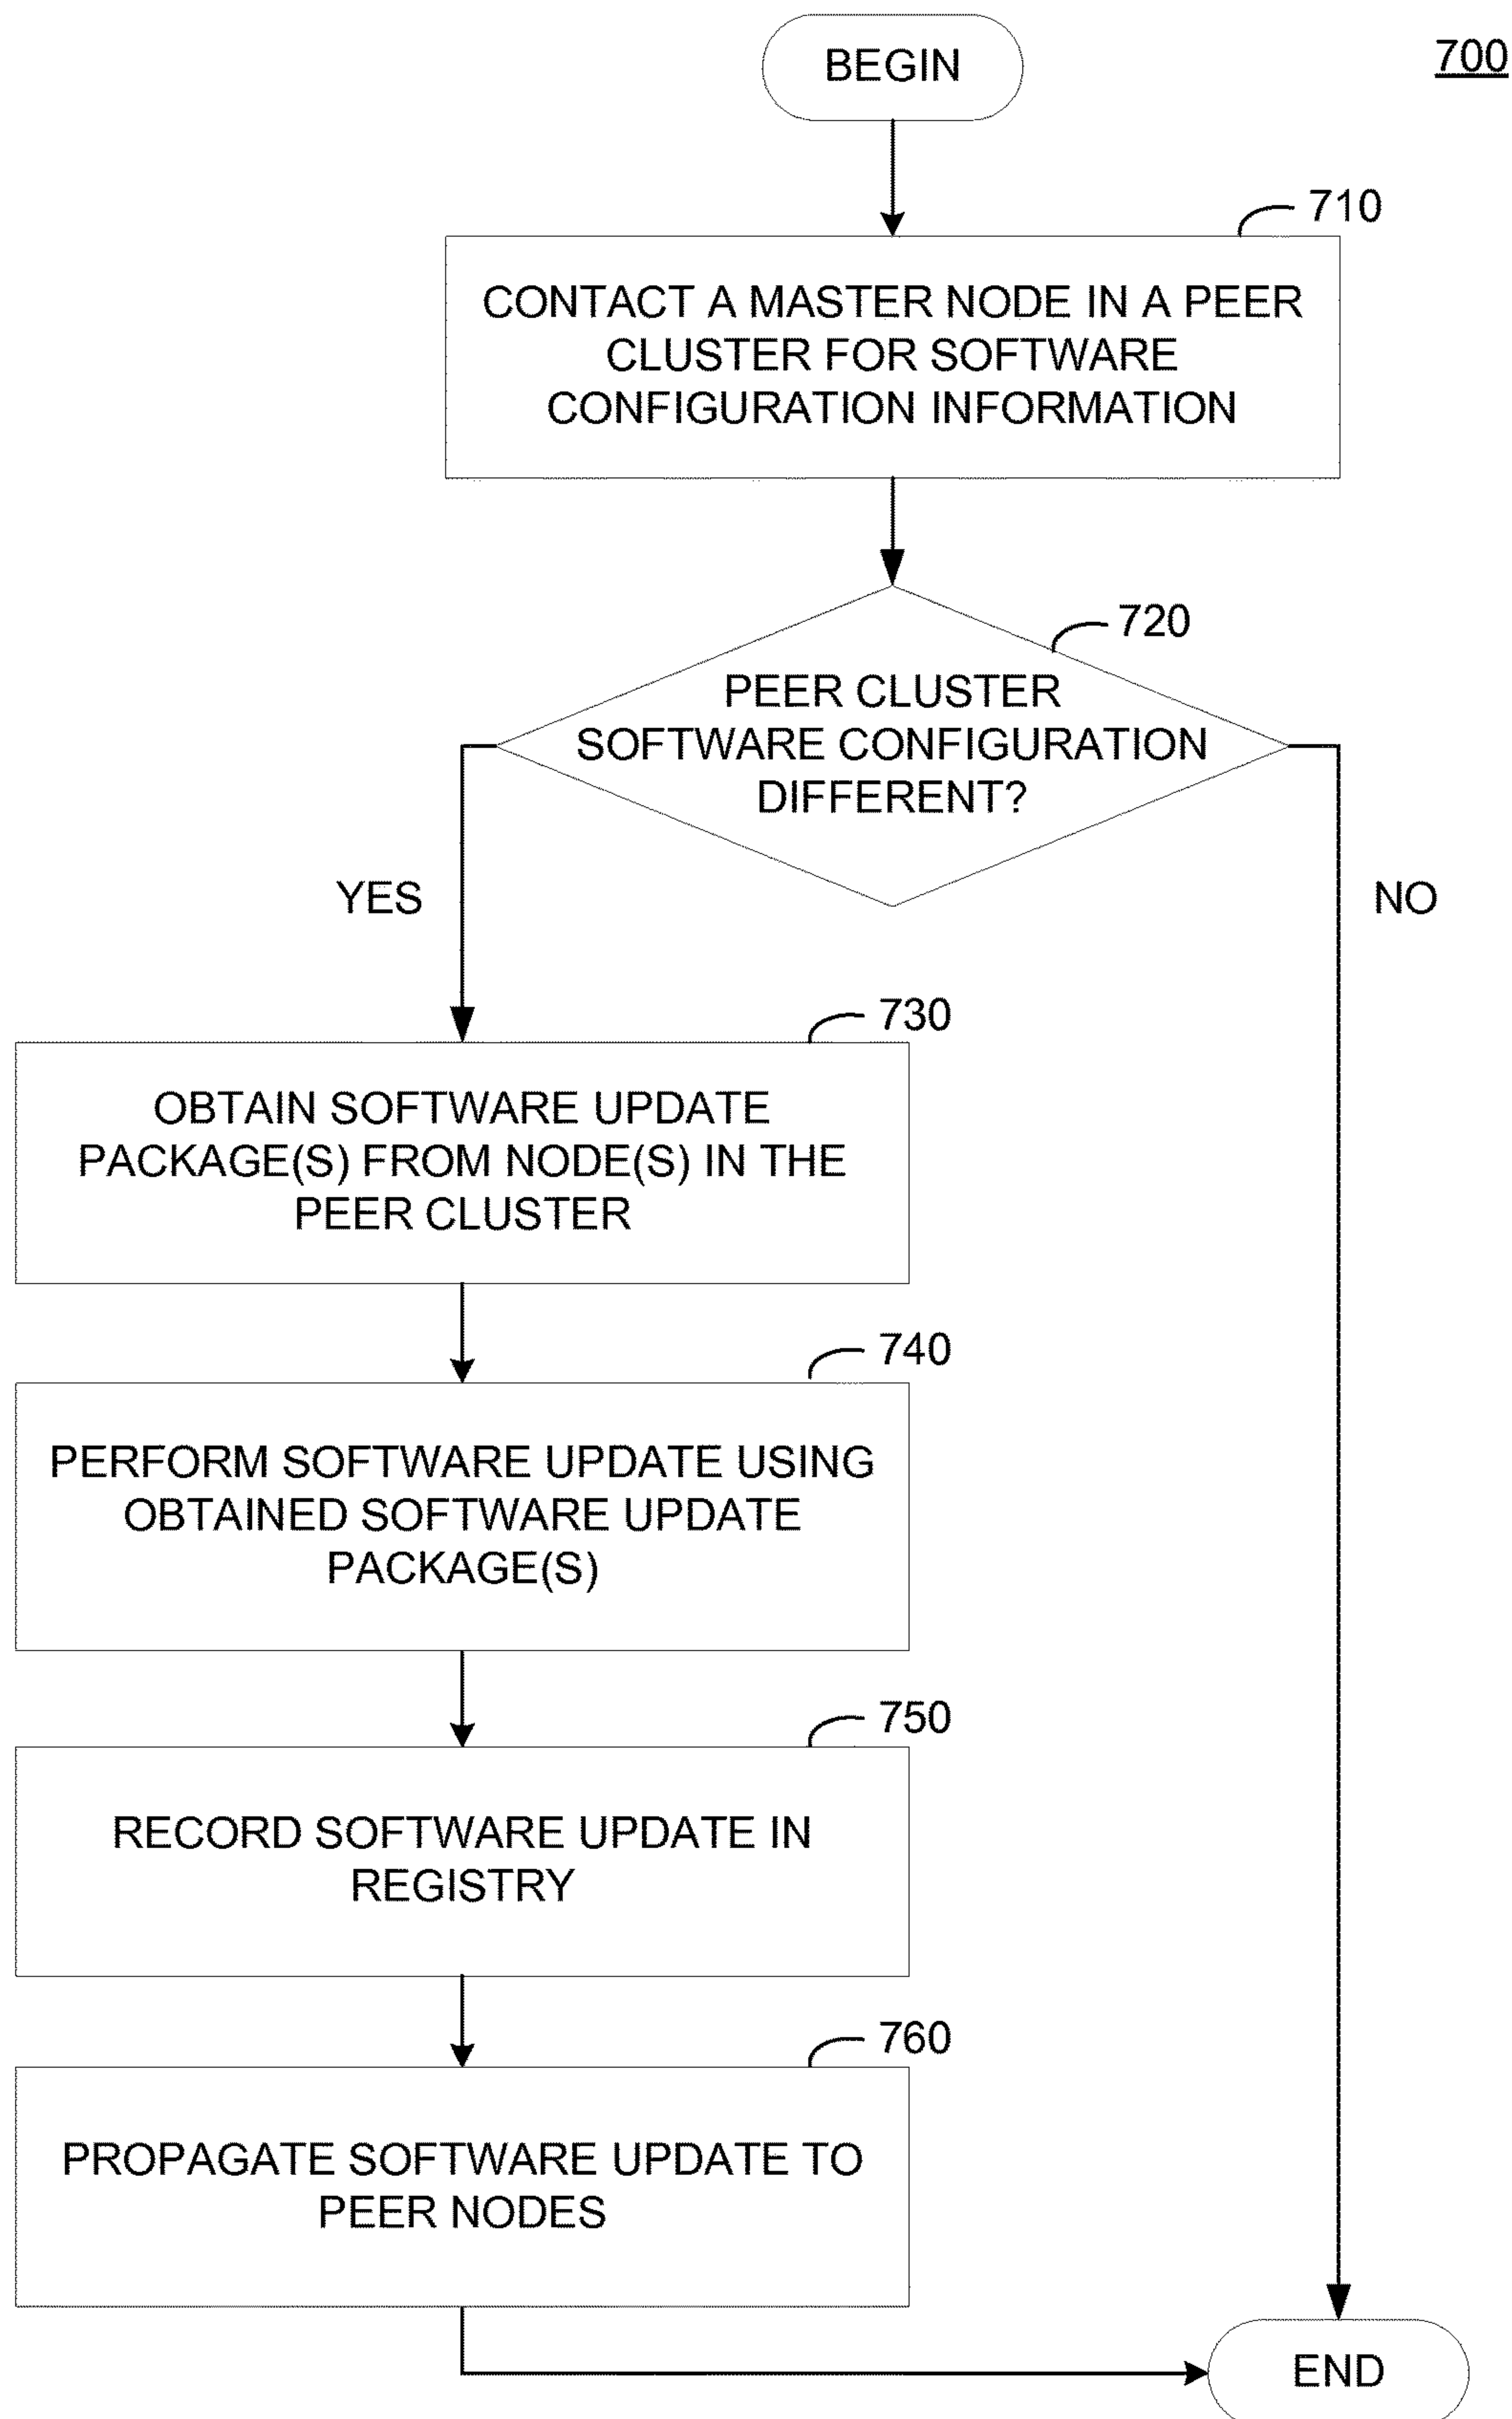 BEGIN
700
710
CONTACT A MASTER NODE IN A PEER
CLUSTER FOR SOFTWARE
CONFIGURATION INFORMATION
720
PEER CLUSTER
SOFTWARE CONFIGURATION
DIFFERENT?
YES
NO
730
OBTAIN SOFTWARE UPDATE
PACKAGE(S) FROM NODE(S) IN THE
PEER CLUSTER
740
PERFORM SOFTWARE UPDATE USING
OBTAINED SOFTWARE UPDATE
PACKAGE(S)
750
RECORD SOFTWARE UPDATE IN
REGISTRY
760
PROPAGATE SOFTWARE UPDATE TO
PEER NODES
END